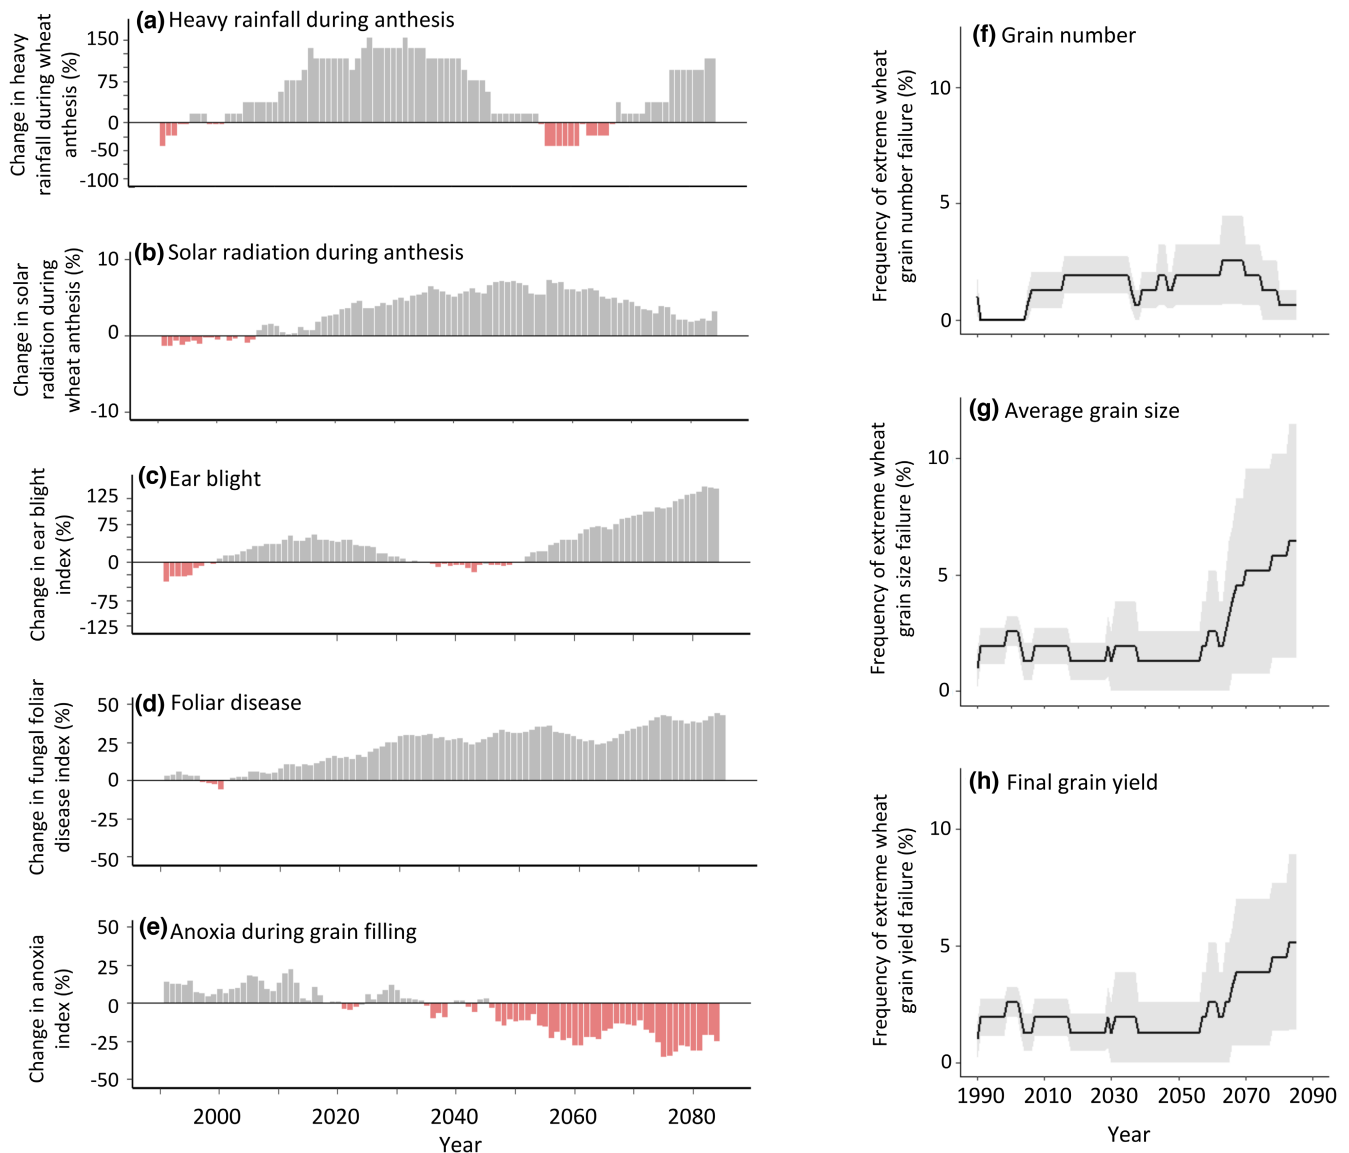 (a) Heavy rainfall during anthesis
Change in heavy
rainfall during wheat
anthesis (%)
150
75
0
-50
-100
(b) Solar radiation during anthesis
Change in solar
radiation during
wheat anthesis (%)
10
0
-10
(c) Ear blight
Change in ear blight
index (%)
125
75
0
-75
-125
(d) Foliar disease
Change in fungal foliar
disease index (%)
50
25
0
-25
-50
(e) Anoxia during grain filling
Change in anoxia
index (%)
50
25
0
-25
-50
2000 2020 2040 2060 2080
Year
(f) Grain number
Frequency of extreme wheat
grain number failure (%)
10
5
0
(g) Average grain size
Frequency of extreme wheat
grain size failure (%)
10
5
0
(h) Final grain yield
Frequency of extreme wheat
grain yield failure (%)
10
5
0
1990 2010 2030 2050 2070 2090
Year